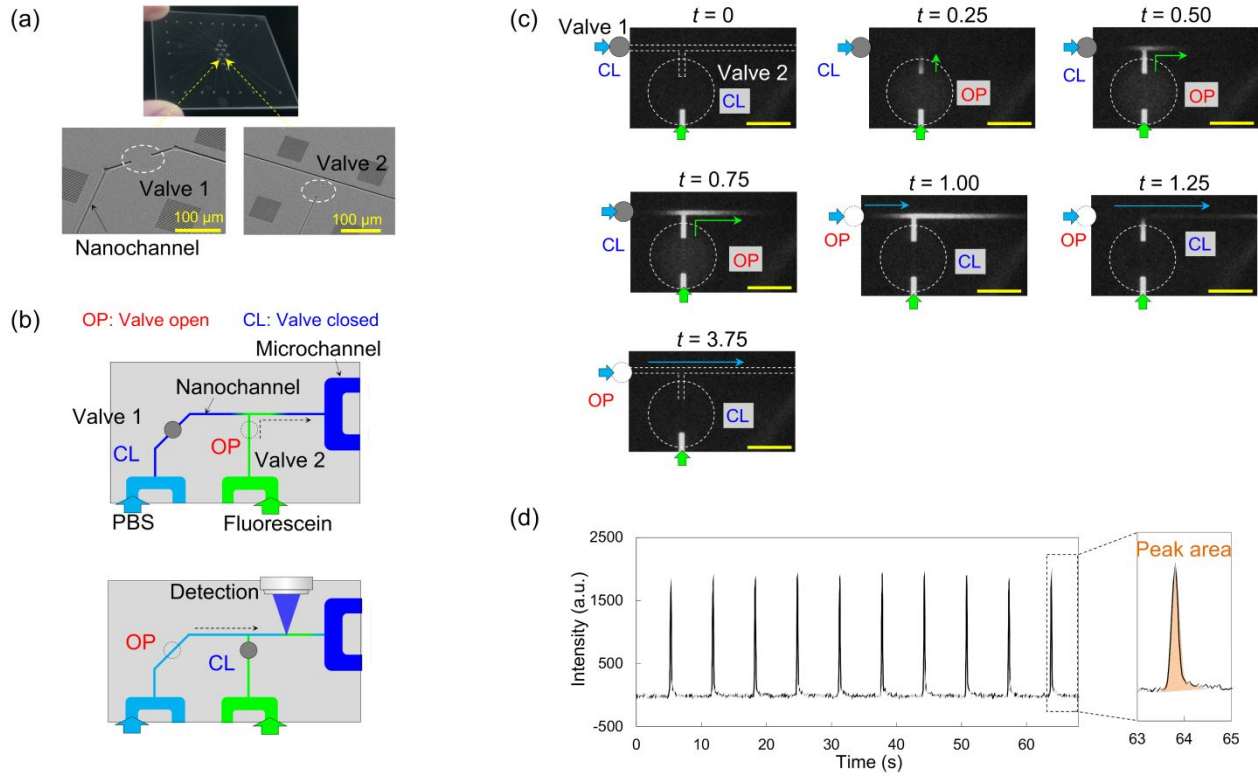 (a)
Valve 1
100 μm
Nanochannel
Valve 2
100 μm
(b)
OP: Valve open CL: Valve closed
Microchannel
Nanochannel
Valve 1
CL
OP
Valve 2
PBS
Fluorescein
Detection
OP
CL
(c)
t = 0
Valve 1
CL
Valve 2
CL
t = 0.25
CL
OP
t = 0.50
CL
OP
t = 0.75
CL
OP
t = 1.00
OP
CL
t = 1.25
OP
CL
t = 3.75
OP
CL
(d)
2500
1500
500
-500
Intensity (a.u.)
0 10 20 30 40 50 60
Time (s)
Peak area
63 64 65